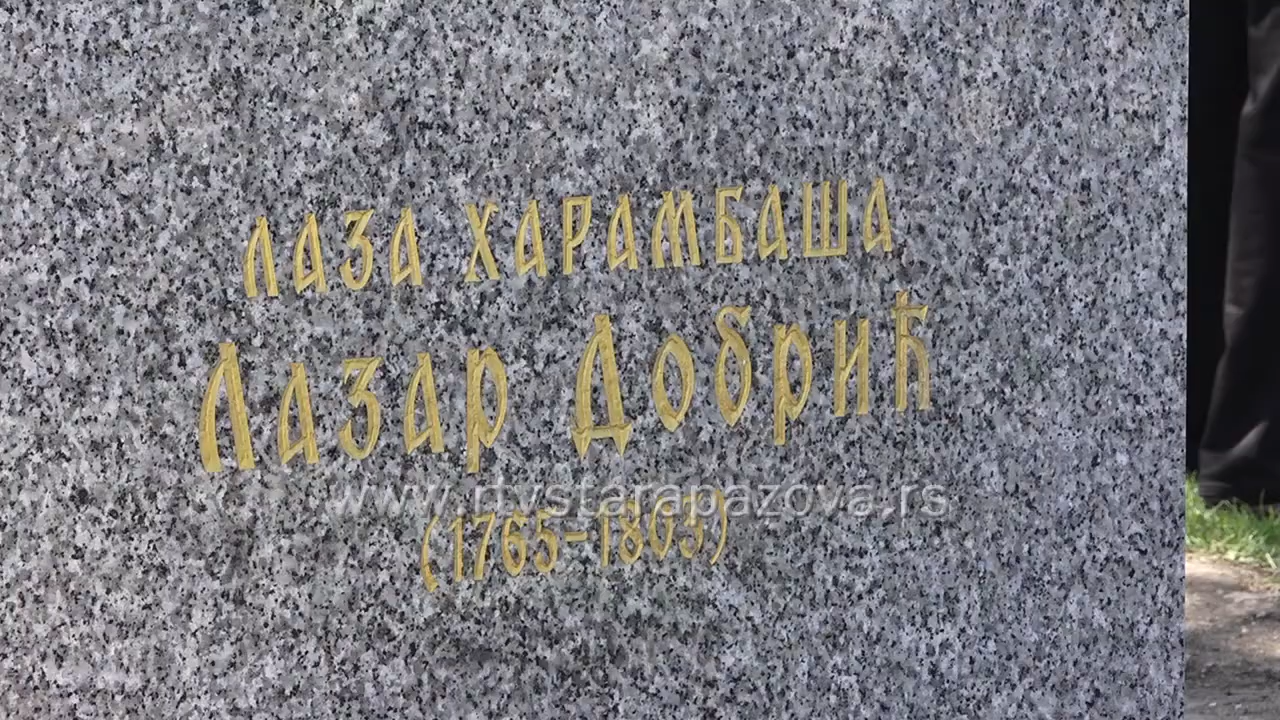 ЛАЗА ХАРАМБАША
Лазар Добрић
www.rtvstarapazova.rs
(1765-1803)